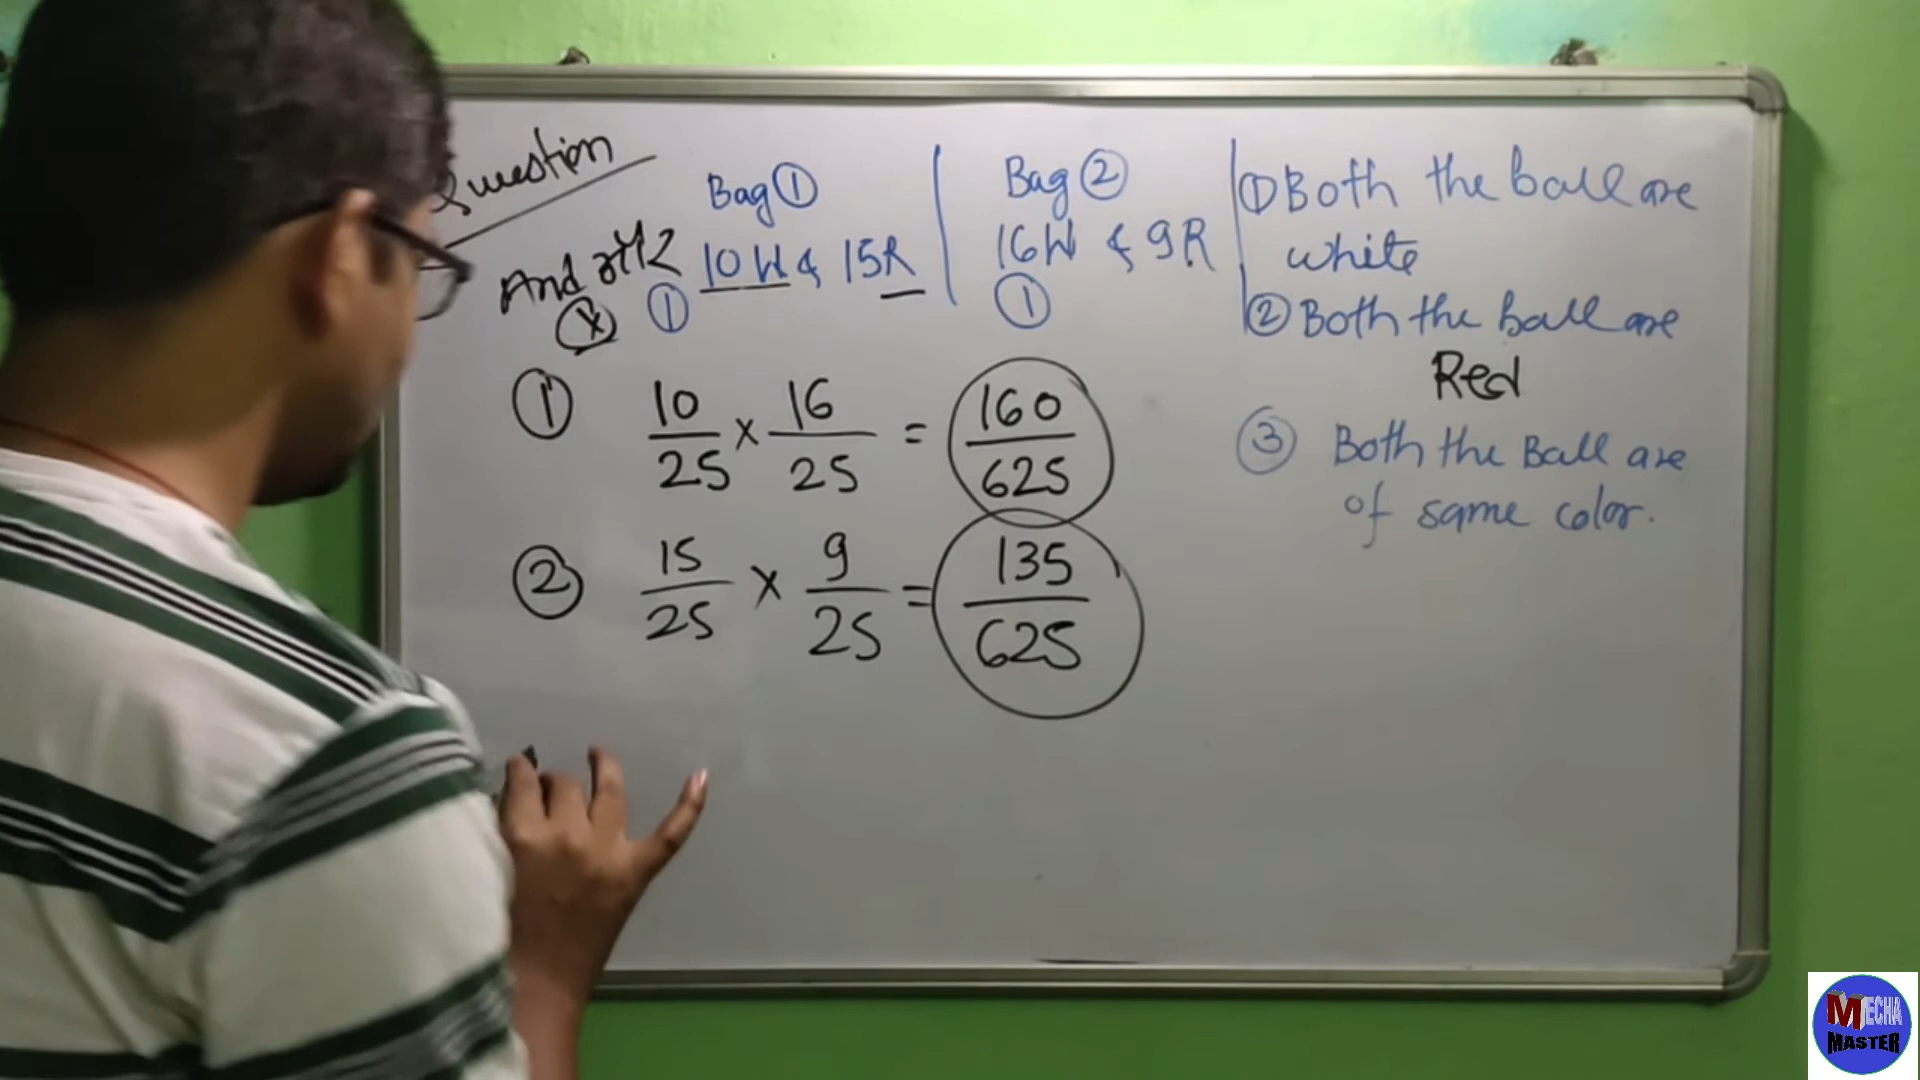 Question
Bag ① Bag ② ① Both the ball are
And 10 W & 15R 16W & 9R white
(x) ① ① ② Both the ball are
Red
① 10/25 × 16/25 = 160/625
③ Both the Ball are
of same color.
② 15/25 × 9/25 = 135/625
MECHA
MASTER